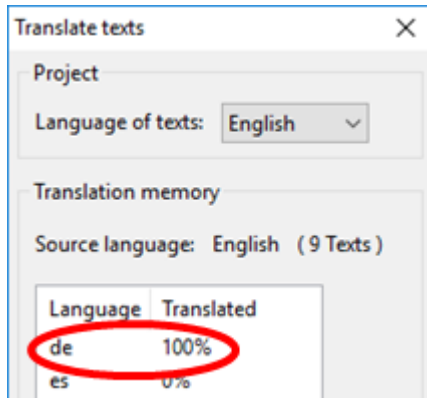 Translate texts
Project
Language of texts: English
Translation memory
Source language: English ( 9 Texts )
Language Translated
de 100%
es 0%